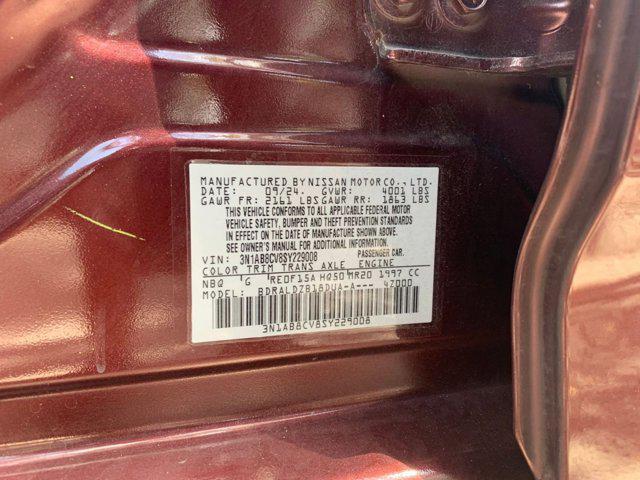 MANUFACTURED BY NISSAN MOTOR CO., LTD.
DATE: 09/24. GVWR: 4001 LBS
GAWR FR: 2161 LBS GAWR RR: 1863 LBS
THIS VEHICLE CONFORMS TO ALL APPLICABLE FEDERAL MOTOR
VEHICLE SAFETY, BUMPER AND THEFT PREVENTION STANDARDS
IN EFFECT ON THE DATE OF MANUFACTURE SHOWN ABOVE.
SEE OWNER'S MANUAL FOR ADDITIONAL INFORMATION.
VIN: 3N1AB8CV8SY229008 PASSENGER CAR.
COLOR TRIM TRANS AXLE ENGINE
NBQ G RE0F15A HQ50 MR20 1997 CC
MODEL: BDRALDZB18DUA-A--- 4Z000
3N1AB8CV8SY229008